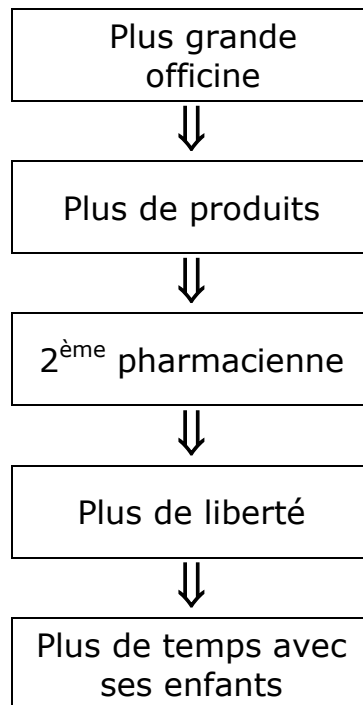 Plus grande
officine
Plus de produits
2ème pharmacienne
Plus de liberté
Plus de temps avec
ses enfants